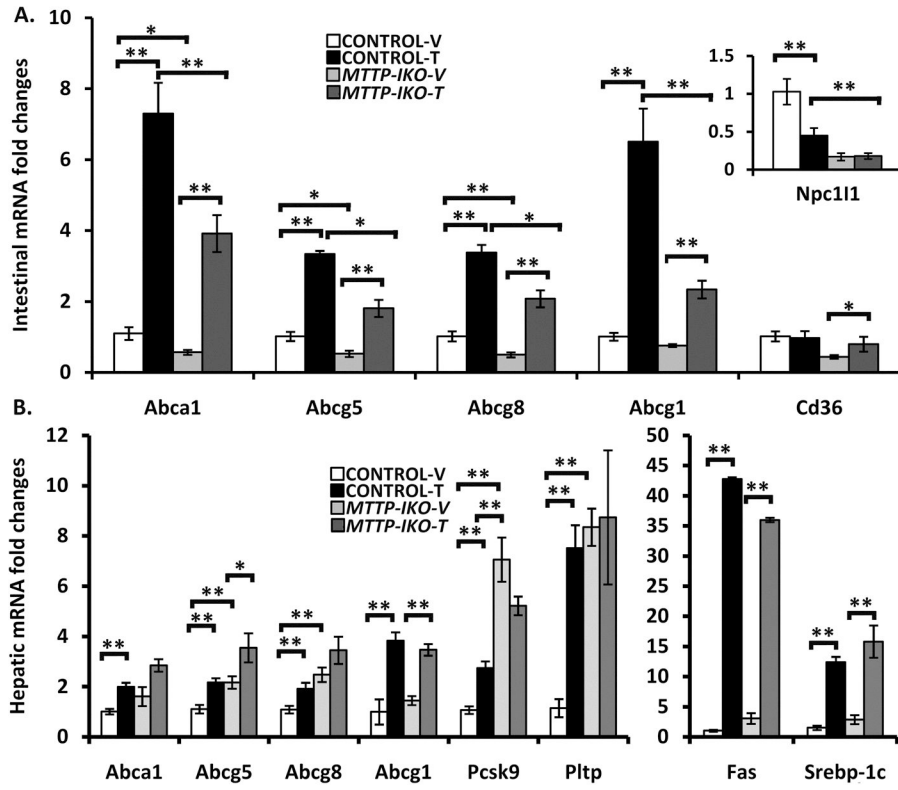 A.
Intestinal mRNA fold changes
10
8
6
4
2
0
CONTROL-V
CONTROL-T
MTTP-IKO-V
MTTP-IKO-T
*
**
**
**
*
**
*
**
**
**
*
**
**
**
**
*
1.5
1
0.5
0
**
**
Npc1l1
Abca1
Abcg5
Abcg8
Abcg1
Cd36
B.
Hepatic mRNA fold changes
12
10
8
6
4
2
0
CONTROL-V
CONTROL-T
MTTP-IKO-V
MTTP-IKO-T
**
**
**
*
**
**
**
**
**
**
**
**
**
Abca1
Abcg5
Abcg8
Abcg1
Pcsk9
Pltp
50
45
40
35
30
25
20
15
10
5
0
**
**
**
**
Fas
Srebp-1c